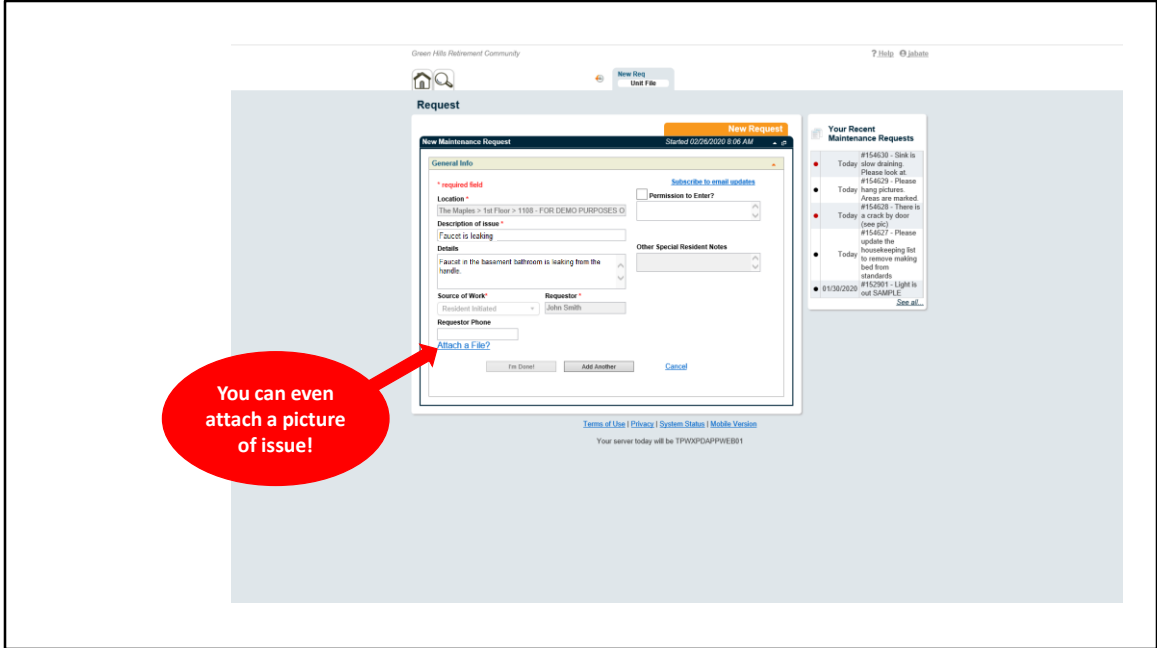 Green Hills Retirement Community
? Help jabate
New Req
Unit File
Request
New Request
New Maintenance Request
Started 02/26/2020 8:06 AM
General Info
* required field
Subscribe to email updates
Location *
Permission to Enter?
The Maples > 1st Floor > 1108 - FOR DEMO PURPOSES O
Description of issue *
Faucet is leaking
Details
Other Special Resident Notes
Faucet in the basement bathroom is leaking from the
handle.
Source of Work*
Requestor *
Resident Initiated
John Smith
Requestor Phone
Attach a File?
I'm Done!
Add Another
Cancel
You can even
attach a picture
of issue!
Your Recent
Maintenance Requests
#154630 - Sink is
Today slow draining.
Please look at.
#154629 - Please
Today hang pictures.
Areas are marked.
#154628 - There is
Today a crack by door
(see pic)
#154627 - Please
update the
housekeeping list
Today to remove making
bed from
standards
01/30/2020 #152901 - Light is
out SAMPLE
See all...
Terms of Use | Privacy | System Status | Mobile Version
Your server today will be TPWXPDAPPWEB01